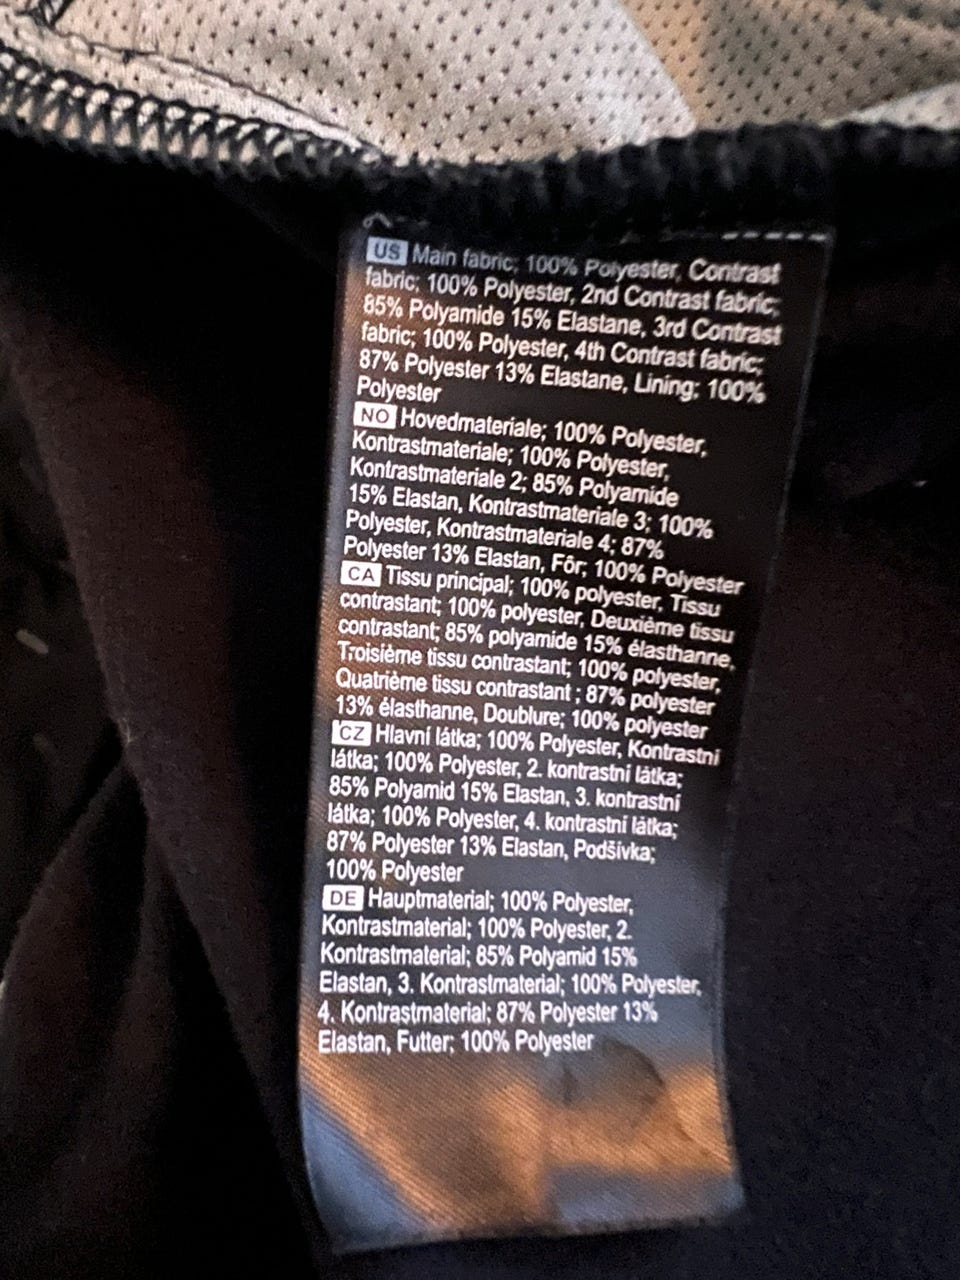 US Main fabric; 100% Polyester, Contrast
fabric; 100% Polyester, 2nd Contrast fabric;
85% Polyamide 15% Elastane, 3rd Contrast
fabric; 100% Polyester, 4th Contrast fabric;
87% Polyester 13% Elastane, Lining; 100%
Polyester
NO Hovedmateriale; 100% Polyester,
Kontrastmateriale; 100% Polyester,
Kontrastmateriale 2; 85% Polyamide
15% Elastan, Kontrastmateriale 3; 100%
Polyester, Kontrastmateriale 4; 87%
Polyester 13% Elastan, Fôr; 100% Polyester
CA Tissu principal; 100% polyester, Tissu
contrastant; 100% polyester, Deuxième tissu
contrastant; 85% polyamide 15% élasthanne,
Troisième tissu contrastant; 100% polyester,
Quatrième tissu contrastant ; 87% polyester
13% élasthanne, Doublure; 100% polyester
CZ Hlavní látka; 100% Polyester, Kontrastní
látka; 100% Polyester, 2. kontrastní látka;
85% Polyamid 15% Elastan, 3. kontrastní
látka; 100% Polyester, 4. kontrastní látka;
87% Polyester 13% Elastan, Podšívka;
100% Polyester
DE Hauptmaterial; 100% Polyester,
Kontrastmaterial; 100% Polyester, 2.
Kontrastmaterial; 85% Polyamid 15%
Elastan, 3. Kontrastmaterial; 100% Polyester,
4. Kontrastmaterial; 87% Polyester 13%
Elastan, Futter; 100% Polyester